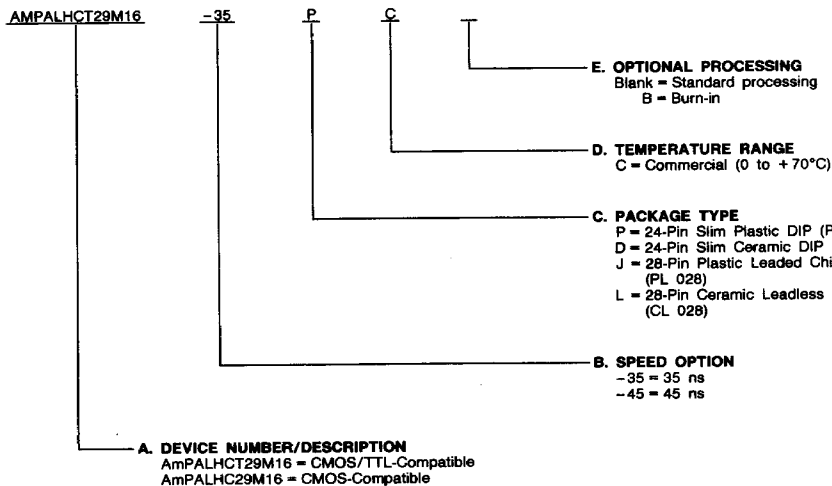 AMPALHCT29M16 -35 P C
E. OPTIONAL PROCESSING
Blank = Standard processing
B = Burn-in
D. TEMPERATURE RANGE
C = Commercial (0 to +70°C)
C. PACKAGE TYPE
P = 24-Pin Slim Plastic DIP (P
D = 24-Pin Slim Ceramic DIP
J = 28-Pin Plastic Leaded Chi
(PL 028)
L = 28-Pin Ceramic Leadless
(CL 028)
B. SPEED OPTION
-35 = 35 ns
-45 = 45 ns
A. DEVICE NUMBER/DESCRIPTION
AmPALHCT29M16 = CMOS/TTL-Compatible
AmPALHC29M16 = CMOS-Compatible